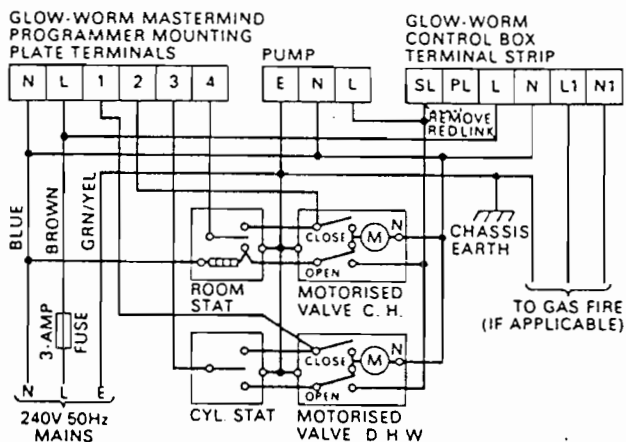 GLOW-WORM MASTERMIND
PROGRAMMER MOUNTING
PLATE TERMINALS
N L 1 2 3 4
PUMP
E N L
GLOW-WORM
CONTROL BOX
TERMINAL STRIP
SL PL L N L1 N1
REMOVE
RED LINK
BLUE
BROWN
GRN/YEL
3-AMP
FUSE
N L E
240V 50Hz
MAINS
ROOM
STAT
CLOSE
M
N
OPEN
MOTORISED
VALVE C.H.
CHASSIS
EARTH
TO GAS FIRE
(IF APPLICABLE)
CYL. STAT
CLOSE
M
N
OPEN
MOTORISED
VALVE D H W